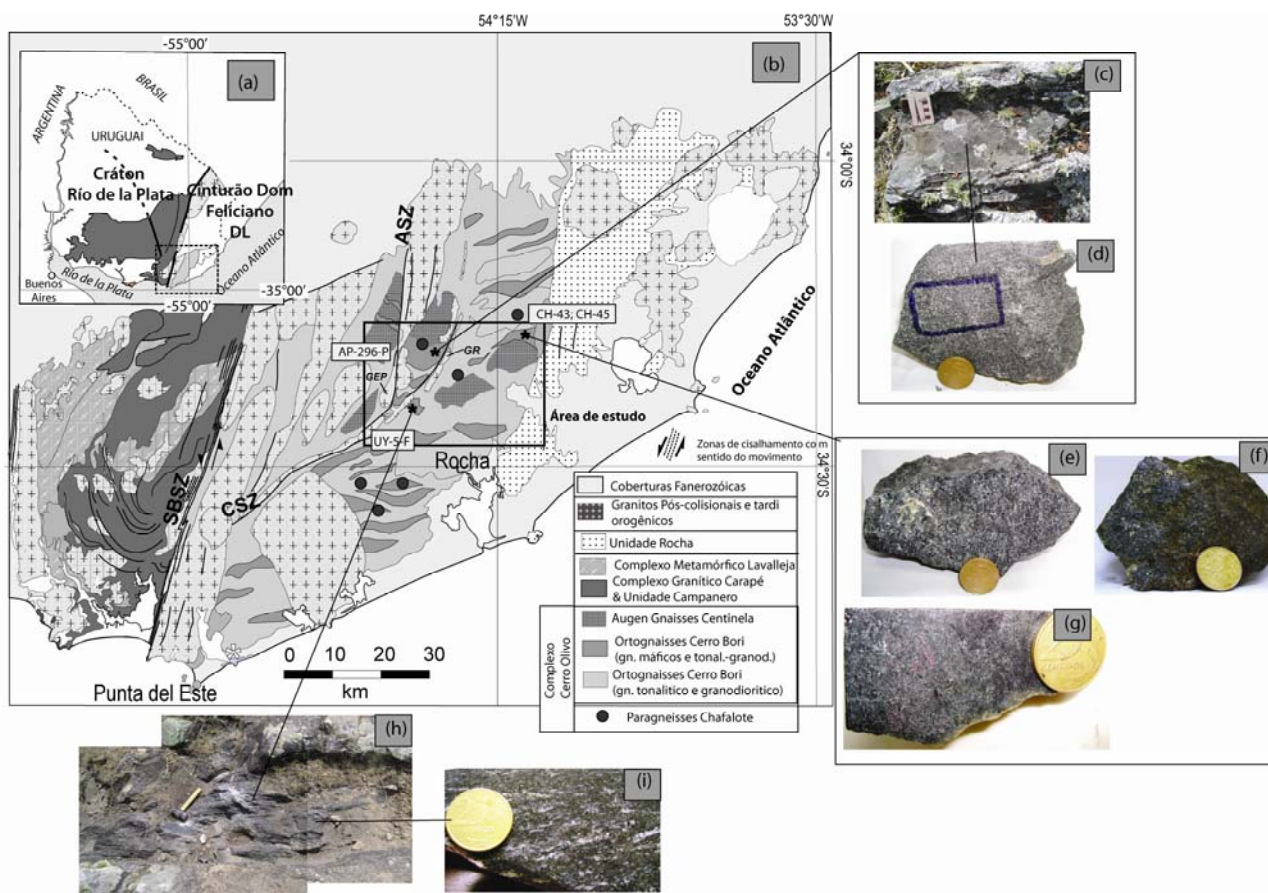 54°15'W
53°30'W
-55°00'
(a)
BRASIL
ARGENTINA
URUGUAI
Cráton
Río de la Plata
Cinturão Dom
Feliciano
DL
Oceano Atlântico
Río de la Plata
Buenos
Aires
-35°00'
-55°00'
(b)
34°00'S
ASZ
CH-43; CH-45
AP-296-P
GR
GEP
UY-5-F
Área de estudo
Oceano Atlântico
Rocha
34°30'S
SBSZ
CSZ
Zonas de cisalhamento com
sentido do movimento
Coberturas Fanerozóicas
Granitos Pós-colisionais e tardi
orogênicos
Unidade Rocha
Complexo Metamórfico Lavalleja
Complexo Granítico Carapé
& Unidade Campanero
Complexo
Cerro Olivo
Augen Gnaisses Centinela
Ortognaisses Cerro Bori
(gn. máficos e tonal.-granod.)
Ortognaisses Cerro Bori
(gn. tonalitico e granodioritico)
Paragneisses Chafalote
0 10 20 30
km
Punta del Este
(c)
(d)
(e)
(f)
(g)
(h)
(i)